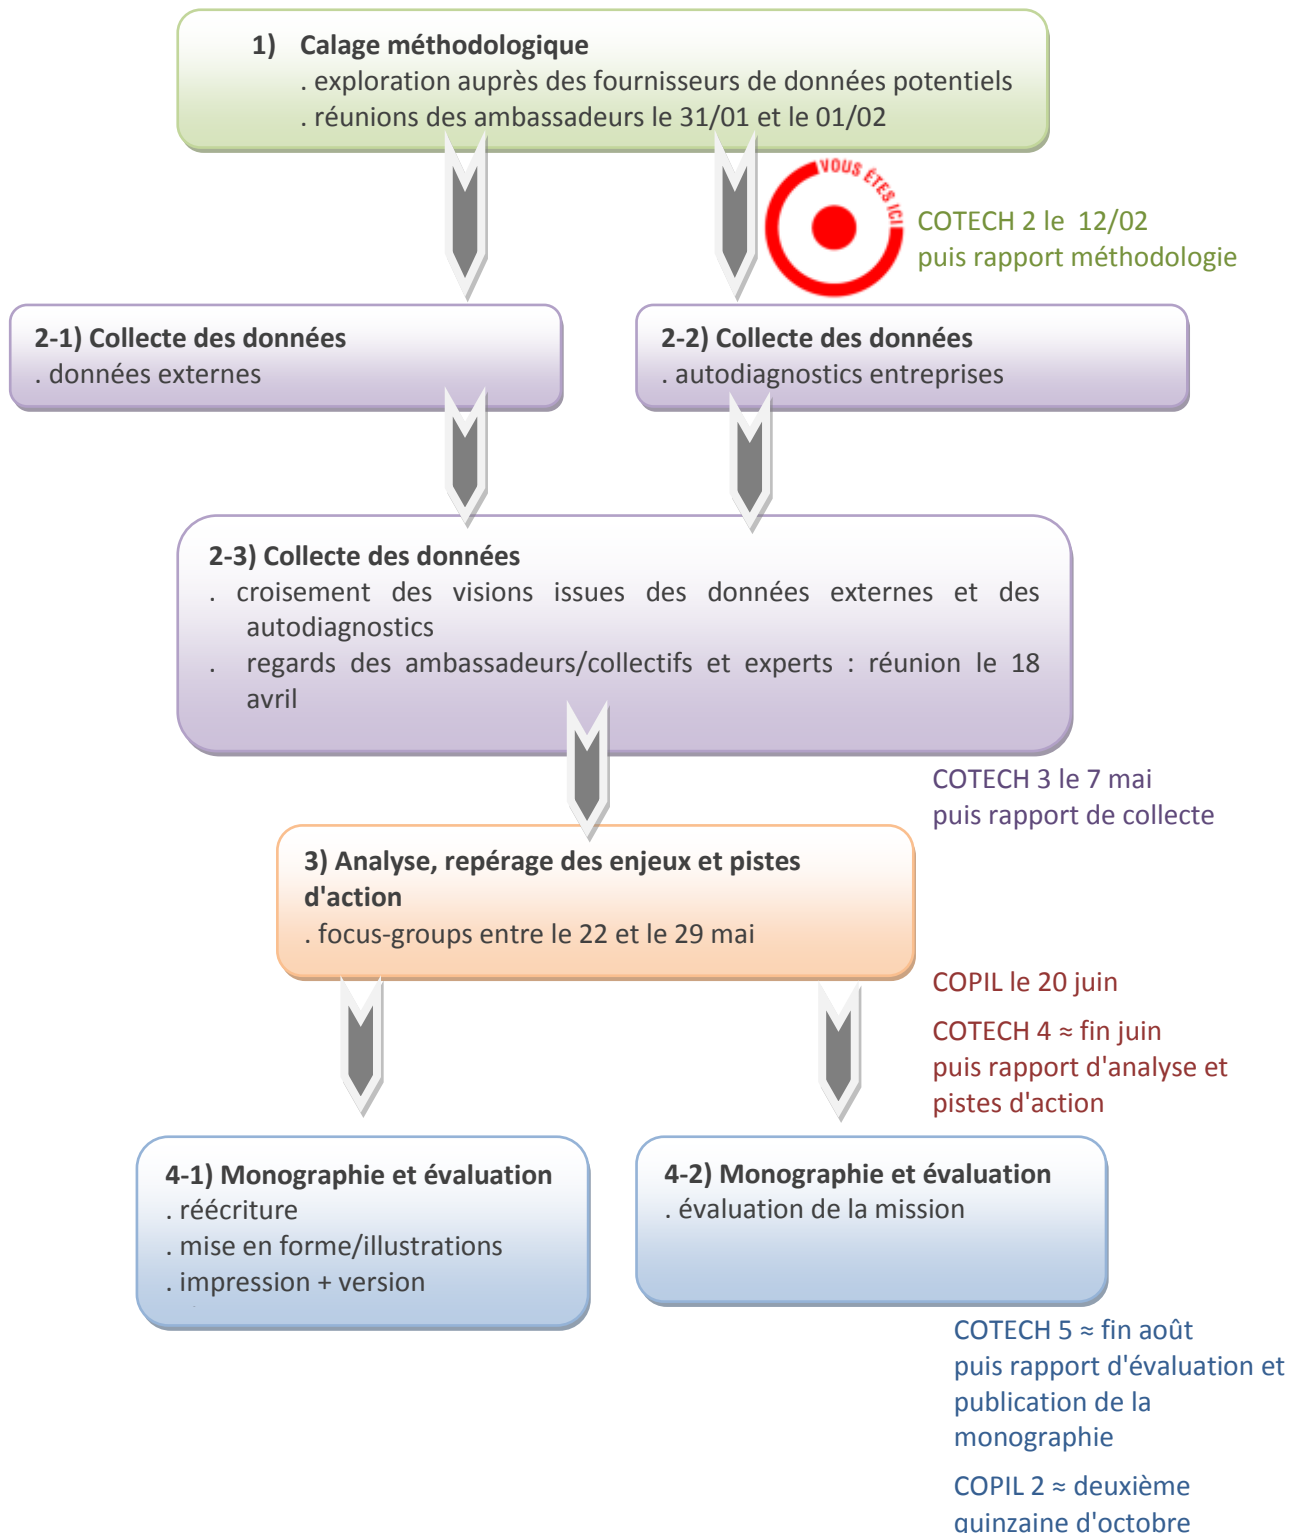 1) Calage méthodologique
. exploration auprès des fournisseurs de données potentiels
. réunions des ambassadeurs le 31/01 et le 01/02
VOUS ÊTES ICI
COTECH 2 le 12/02
puis rapport méthodologie
2-1) Collecte des données
. données externes
2-2) Collecte des données
. autodiagnostics entreprises
2-3) Collecte des données
. croisement des visions issues des données externes et des
autodiagnostics
. regards des ambassadeurs/collectifs et experts : réunion le 18
avril
COTECH 3 le 7 mai
puis rapport de collecte
3) Analyse, repérage des enjeux et pistes
d'action
. focus-groups entre le 22 et le 29 mai
COPIL le 20 juin
COTECH 4 ≈ fin juin
puis rapport d'analyse et
pistes d'action
4-1) Monographie et évaluation
. réécriture
. mise en forme/illustrations
. impression + version
4-2) Monographie et évaluation
. évaluation de la mission
COTECH 5 ≈ fin août
puis rapport d'évaluation et
publication de la
monographie
COPIL 2 ≈ deuxième
quinzaine d'octobre